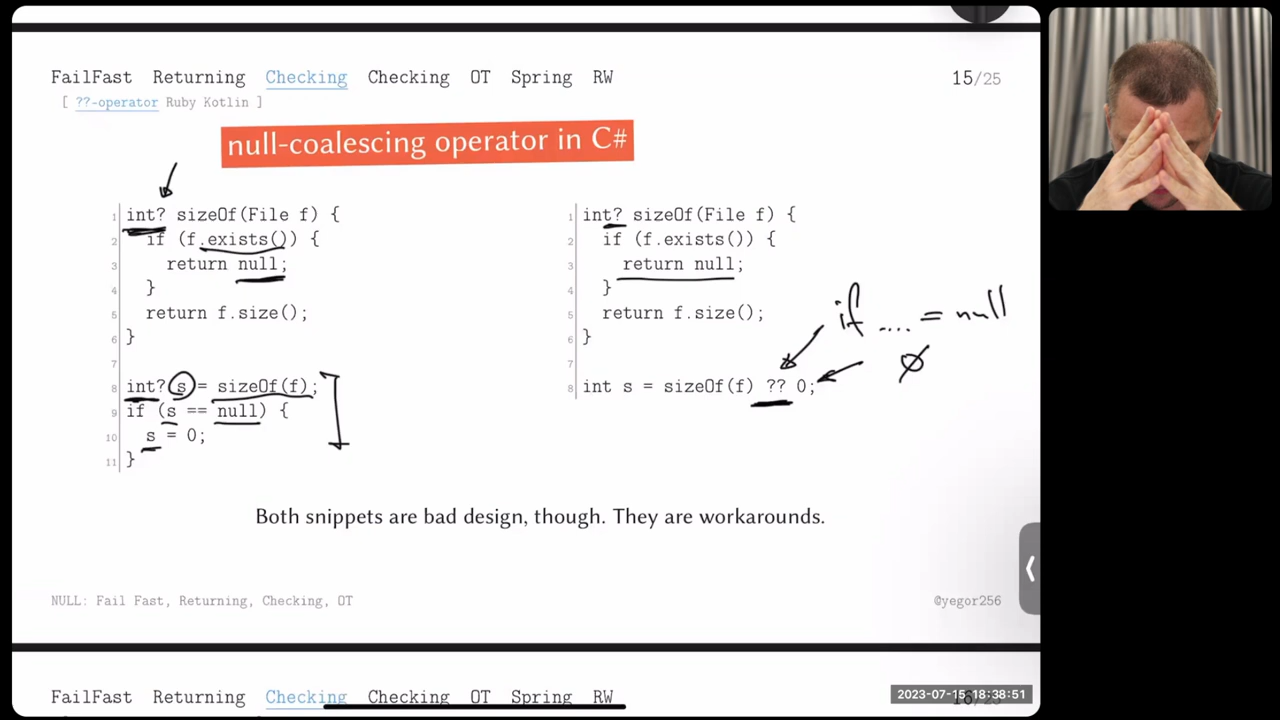 FailFast Returning Checking Checking OT Spring RW 15/25
[ ??-operator Ruby Kotlin ]
null-coalescing operator in C#
1 int? sizeOf(File f) {
2 if (f.exists()) {
3 return null;
4 }
5 return f.size();
6 }
7
8 int? s = sizeOf(f);
9 if (s == null) {
10 s = 0;
11 }
1 int? sizeOf(File f) {
2 if (f.exists()) {
3 return null;
4 }
5 return f.size();
6 }
7
8 int s = sizeOf(f) ?? 0;
if .... = null
0
Both snippets are bad design, though. They are workarounds.
NULL: Fail Fast, Returning, Checking, OT @yegor256
FailFast Returning Checking Checking OT Spring RW
2023-07-15 18:38:51